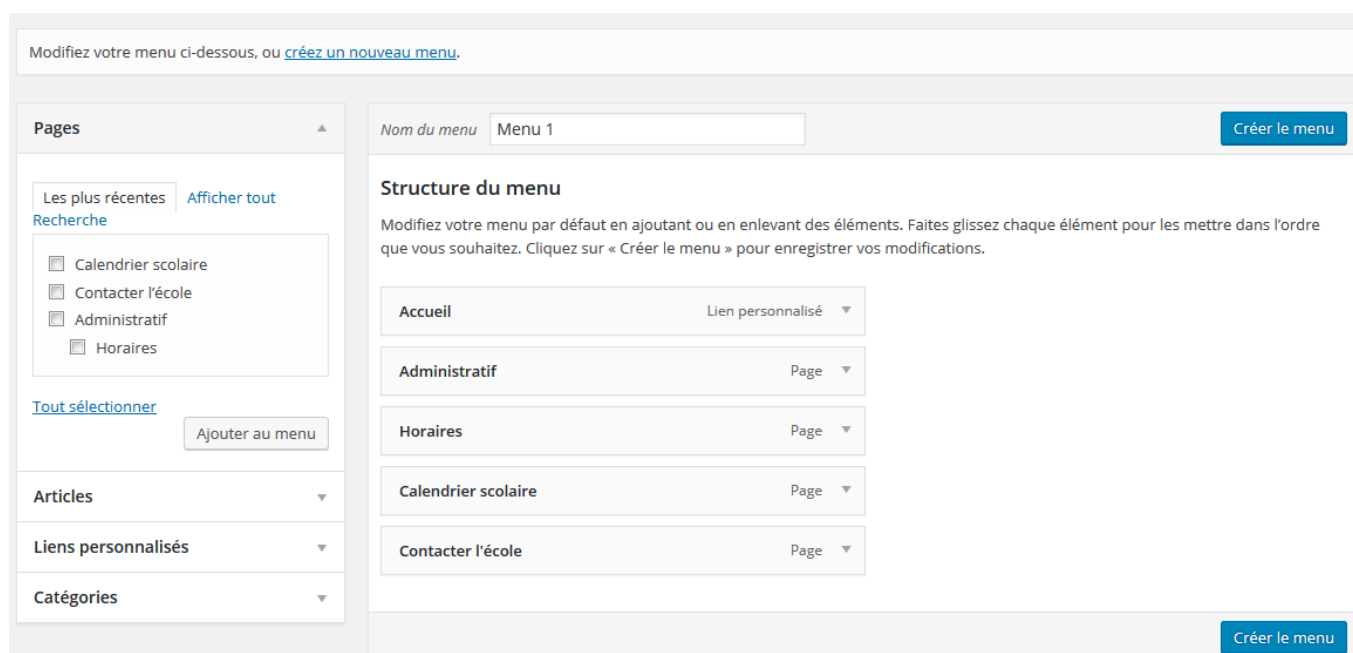 Modifiez votre menu ci-dessous, ou créez un nouveau menu.
Pages
Les plus récentes Afficher tout
Recherche
Calendrier scolaire
Contacter l’école
Administratif
Horaires
Tout sélectionner
Ajouter au menu
Articles
Liens personnalisés
Catégories
Nom du menu Menu 1 Créer le menu
Structure du menu
Modifiez votre menu par défaut en ajoutant ou en enlevant des éléments. Faites glissez chaque élément pour les mettre dans l’ordre
que vous souhaitez. Cliquez sur « Créer le menu » pour enregistrer vos modifications.
Accueil Lien personnalisé
Administratif Page
Horaires Page
Calendrier scolaire Page
Contacter l'école Page
Créer le menu